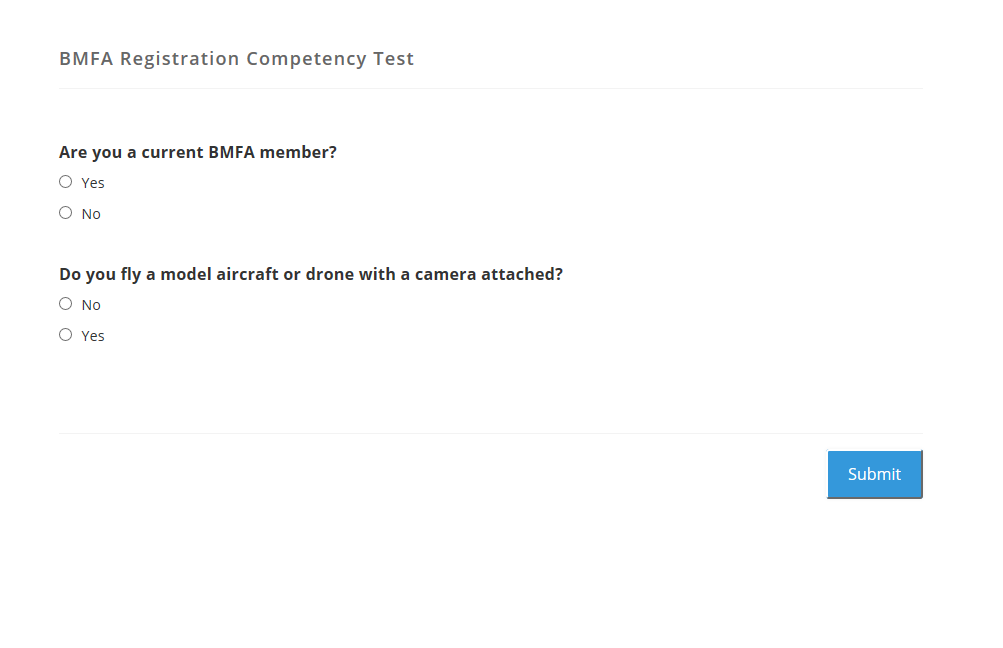 BMFA Registration Competency Test
Are you a current BMFA member?
Yes
No
Do you fly a model aircraft or drone with a camera attached?
No
Yes
Submit